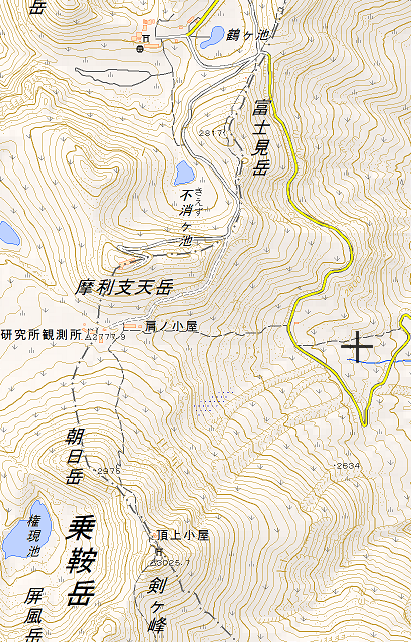 岳
鶴ヶ池
富士見岳
2817
さえず
不消ヶ池
摩利支天岳
肩ノ小屋
研究所観測所
2777.9
朝日岳
2975
2634
権現池
乗鞍岳
頂上小屋
3025.7
剣ヶ峰
屏風岳